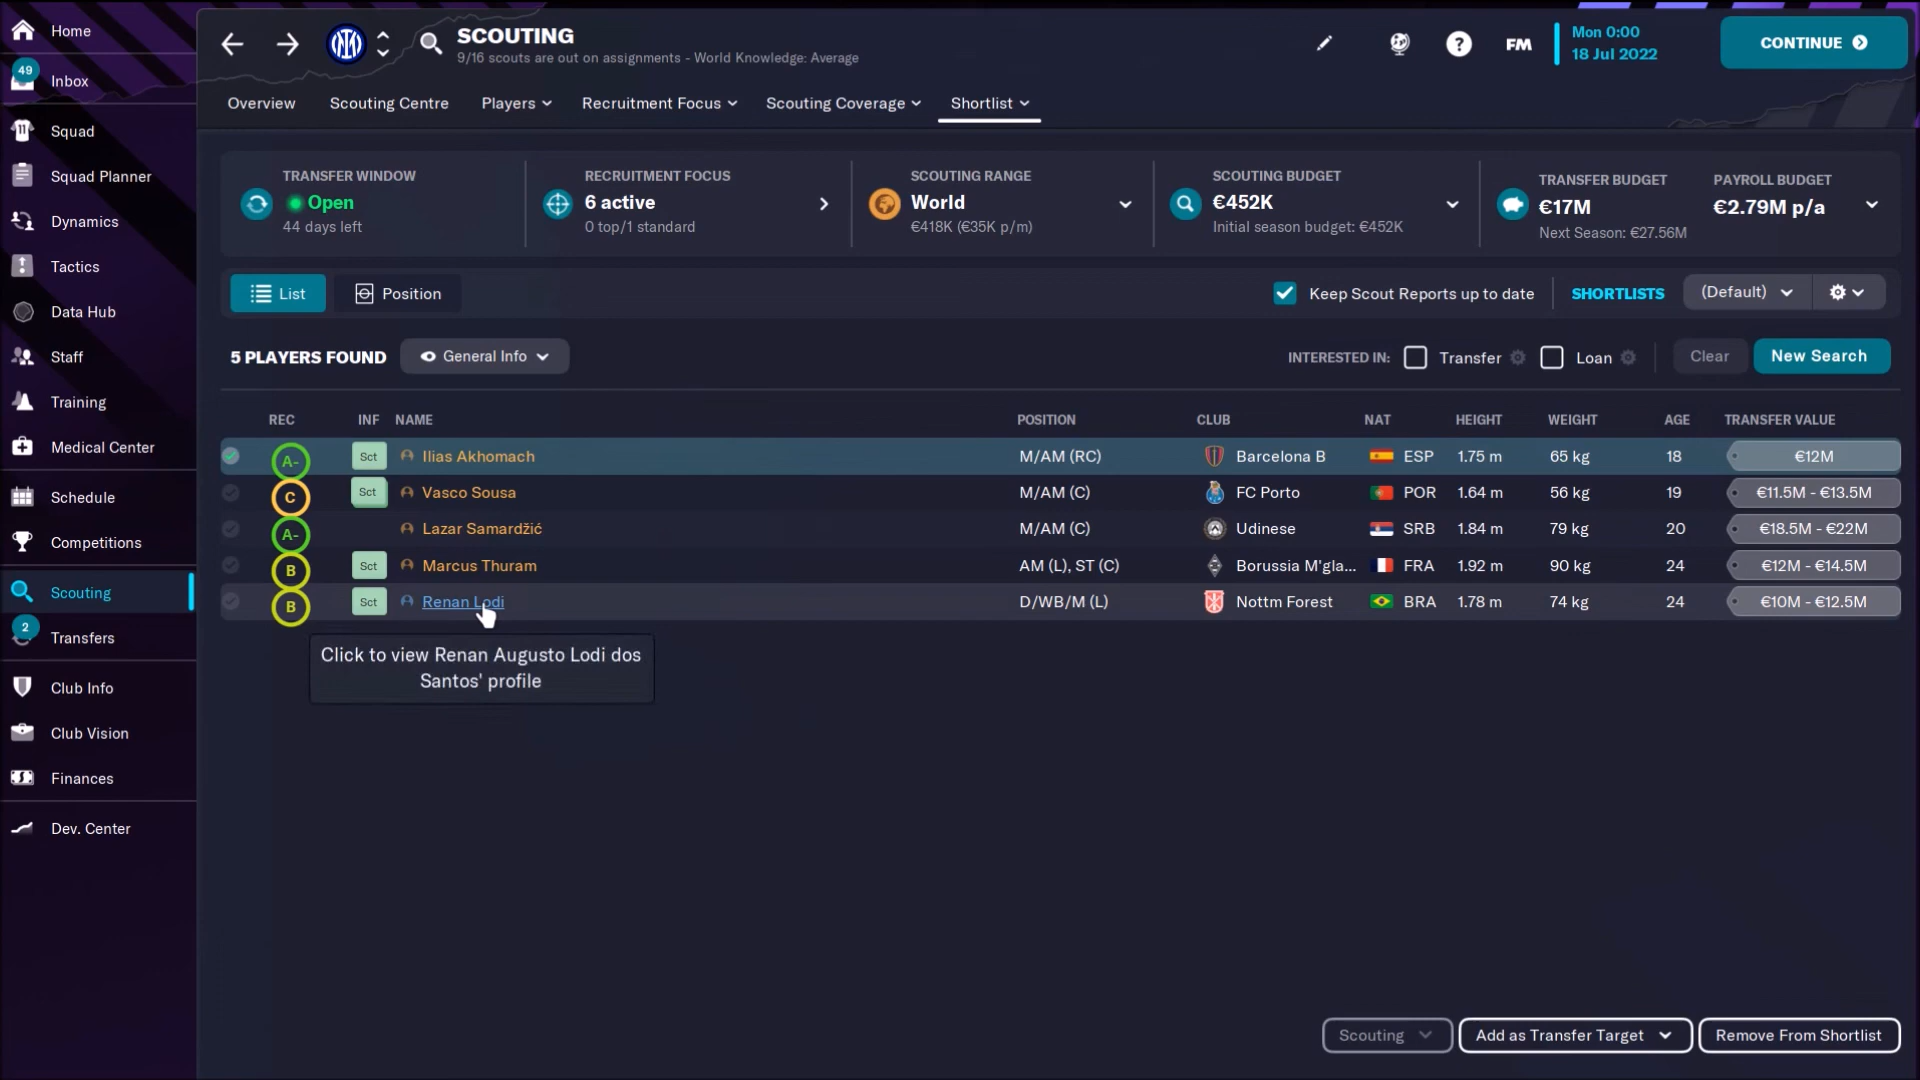 Home
49
Inbox
11
Squad
Squad Planner
Dynamics
Tactics
Data Hub
Staff
Training
Medical Center
Schedule
Competitions
Scouting
2
Transfers
Club Info
Club Vision
Finances
Dev. Center
SCOUTING
9/16 scouts are out on assignments - World Knowledge: Average
?
FM
Mon 0:00
18 Jul 2022
CONTINUE
Overview
Scouting Centre
Players
Recruitment Focus
Scouting Coverage
Shortlist
TRANSFER WINDOW
Open
44 days left
RECRUITMENT FOCUS
6 active
0 top/1 standard
SCOUTING RANGE
World
€418K (€35K p/m)
SCOUTING BUDGET
€452K
Initial season budget: €452K
TRANSFER BUDGET
€17M
Next Season: €27.56M
PAYROLL BUDGET
€2.79M p/a
List
Position
Keep Scout Reports up to date
SHORTLISTS
(Default)
5 PLAYERS FOUND
General Info
INTERESTED IN:
Transfer
Loan
Clear
New Search
REC INF NAME POSITION CLUB NAT HEIGHT WEIGHT AGE TRANSFER VALUE
A- Sct Ilias Akhomach M/AM (RC) Barcelona B ESP 1.75 m 65 kg 18 €12M
C Sct Vasco Sousa M/AM (C) FC Porto POR 1.64 m 56 kg 19 €11.5M - €13.5M
A- Lazar Samardžić M/AM (C) Udinese SRB 1.84 m 79 kg 20 €18.5M - €22M
B Sct Marcus Thuram AM (L), ST (C) Borussia M'gla... FRA 1.92 m 90 kg 24 €12M - €14.5M
B Sct Renan Lodi D/WB/M (L) Nottm Forest BRA 1.78 m 74 kg 24 €10M - €12.5M
Click to view Renan Augusto Lodi dos
Santos' profile
Scouting
Add as Transfer Target
Remove From Shortlist